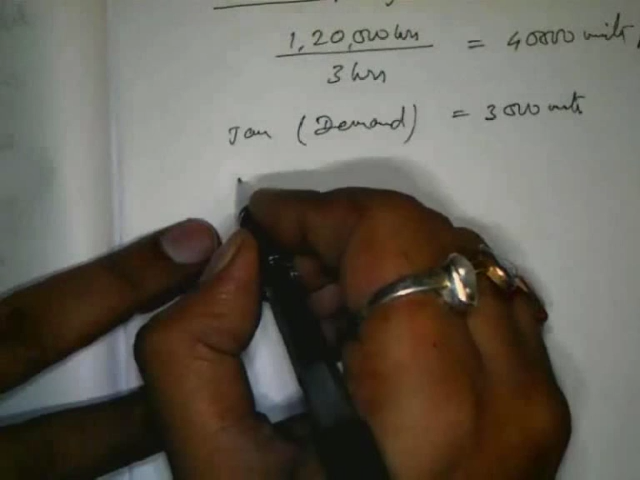 1,20,000 hrs
3 hrs = 40000 units
Jan (Demand) = 3000 units